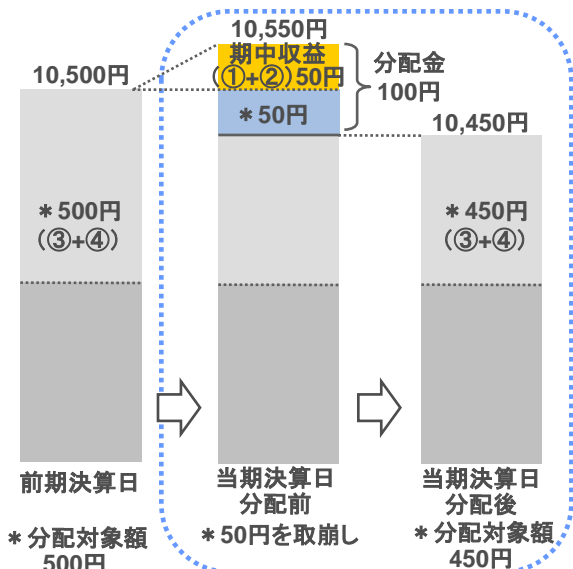 10,550円
期中収益
(①+②)50円
分配金
100円
10,500円
＊50円
10,450円
＊500円
(③+④)
＊450円
(③+④)
前期決算日
当期決算日
分配前
当期決算日
分配後
＊分配対象額
500円
＊50円を取崩し
＊分配対象額
450円